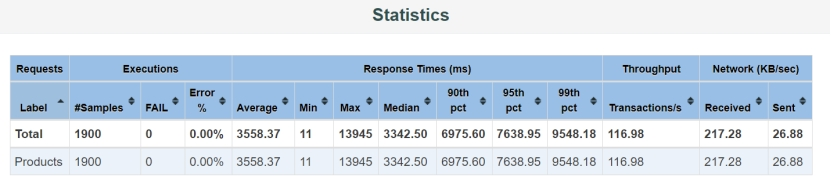 Statistics
Requests Executions Response Times (ms) Throughput Network (KB/sec)
Label #Samples FAIL Error % Average Min Max Median 90th pct 95th pct 99th pct Transactions/s Received Sent
Total 1900 0 0.00% 3558.37 11 13945 3342.50 6975.60 7638.95 9548.18 116.98 217.28 26.88
Products 1900 0 0.00% 3558.37 11 13945 3342.50 6975.60 7638.95 9548.18 116.98 217.28 26.88